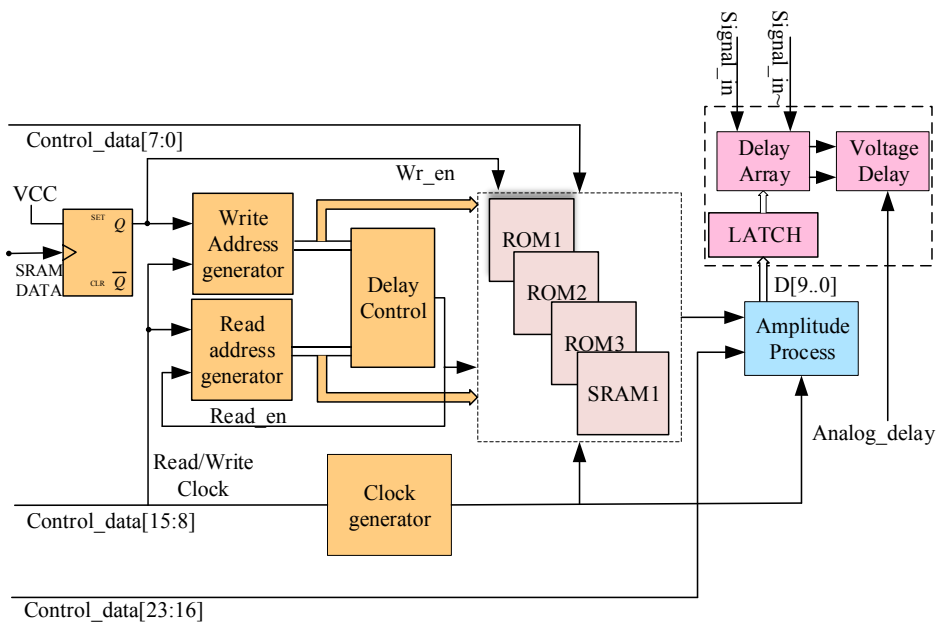 Signal_in
Signal_in~
Control_data[7:0]
Wr_en
Delay
Array
Voltage
Delay
VCC
SET
Q
Write
Address
generator
ROM1
LATCH
SRAM
DATA
CLR
Q
Delay
Control
ROM2
D[9..0]
Read
address
generator
ROM3
Amplitude
Process
SRAM1
Read_en
Analog_delay
Read/Write
Clock
Clock
generator
Control_data[15:8]
Control_data[23:16]